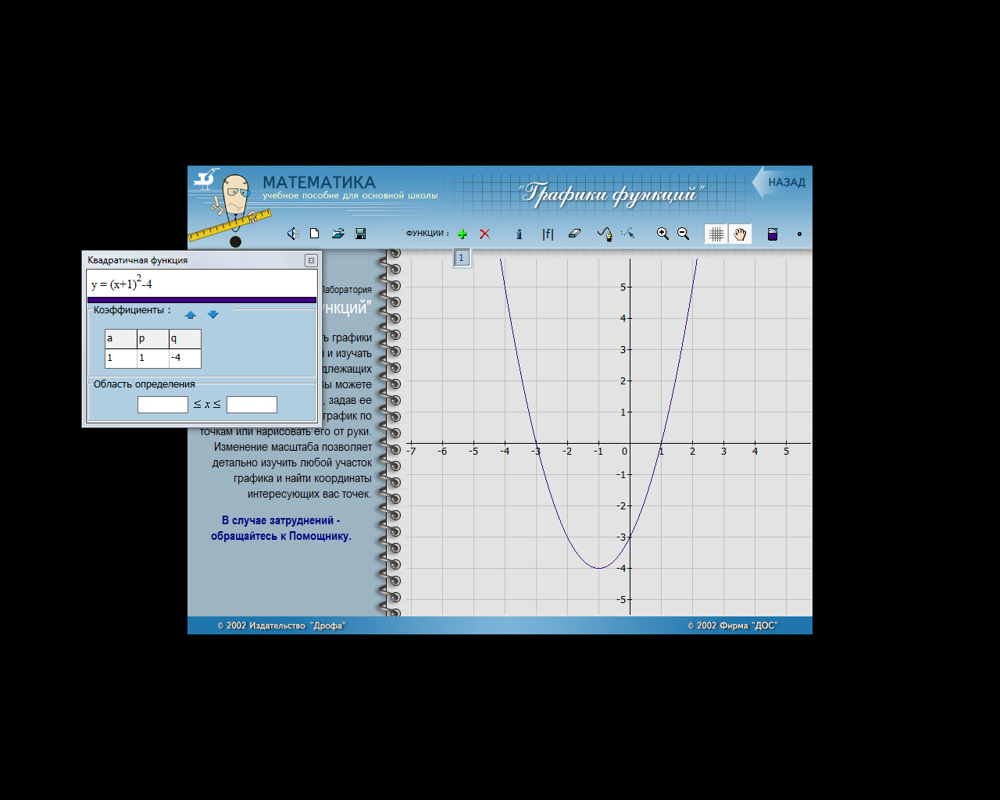 МАТЕМАТИКА
учебное пособие для основной школы
"Графики функций"
НАЗАД
ФУНКЦИИ :
|f|
1
Квадратичная функция
y = (x+1)²-4
Коэффициенты :
a p q
1 1 -4
Область определения
≤ x ≤
Лаборатория
нкций"
ь графики
и изучать
длежащих
Вы можете
, задав ее
график по
точкам или нарисовать его от руки.
Изменение масштаба позволяет
детально изучить любой участок
графика и найти координаты
интересующих вас точек.
В случае затруднений -
обращайтесь к Помощнику.
5
4
3
2
1
-7 -6 -5 -4 -3 -2 -1 0 1 2 3 4 5
-1
-2
-3
-4
-5
© 2002 Издательство "Дрофа"
© 2002 Фирма "ДОС"